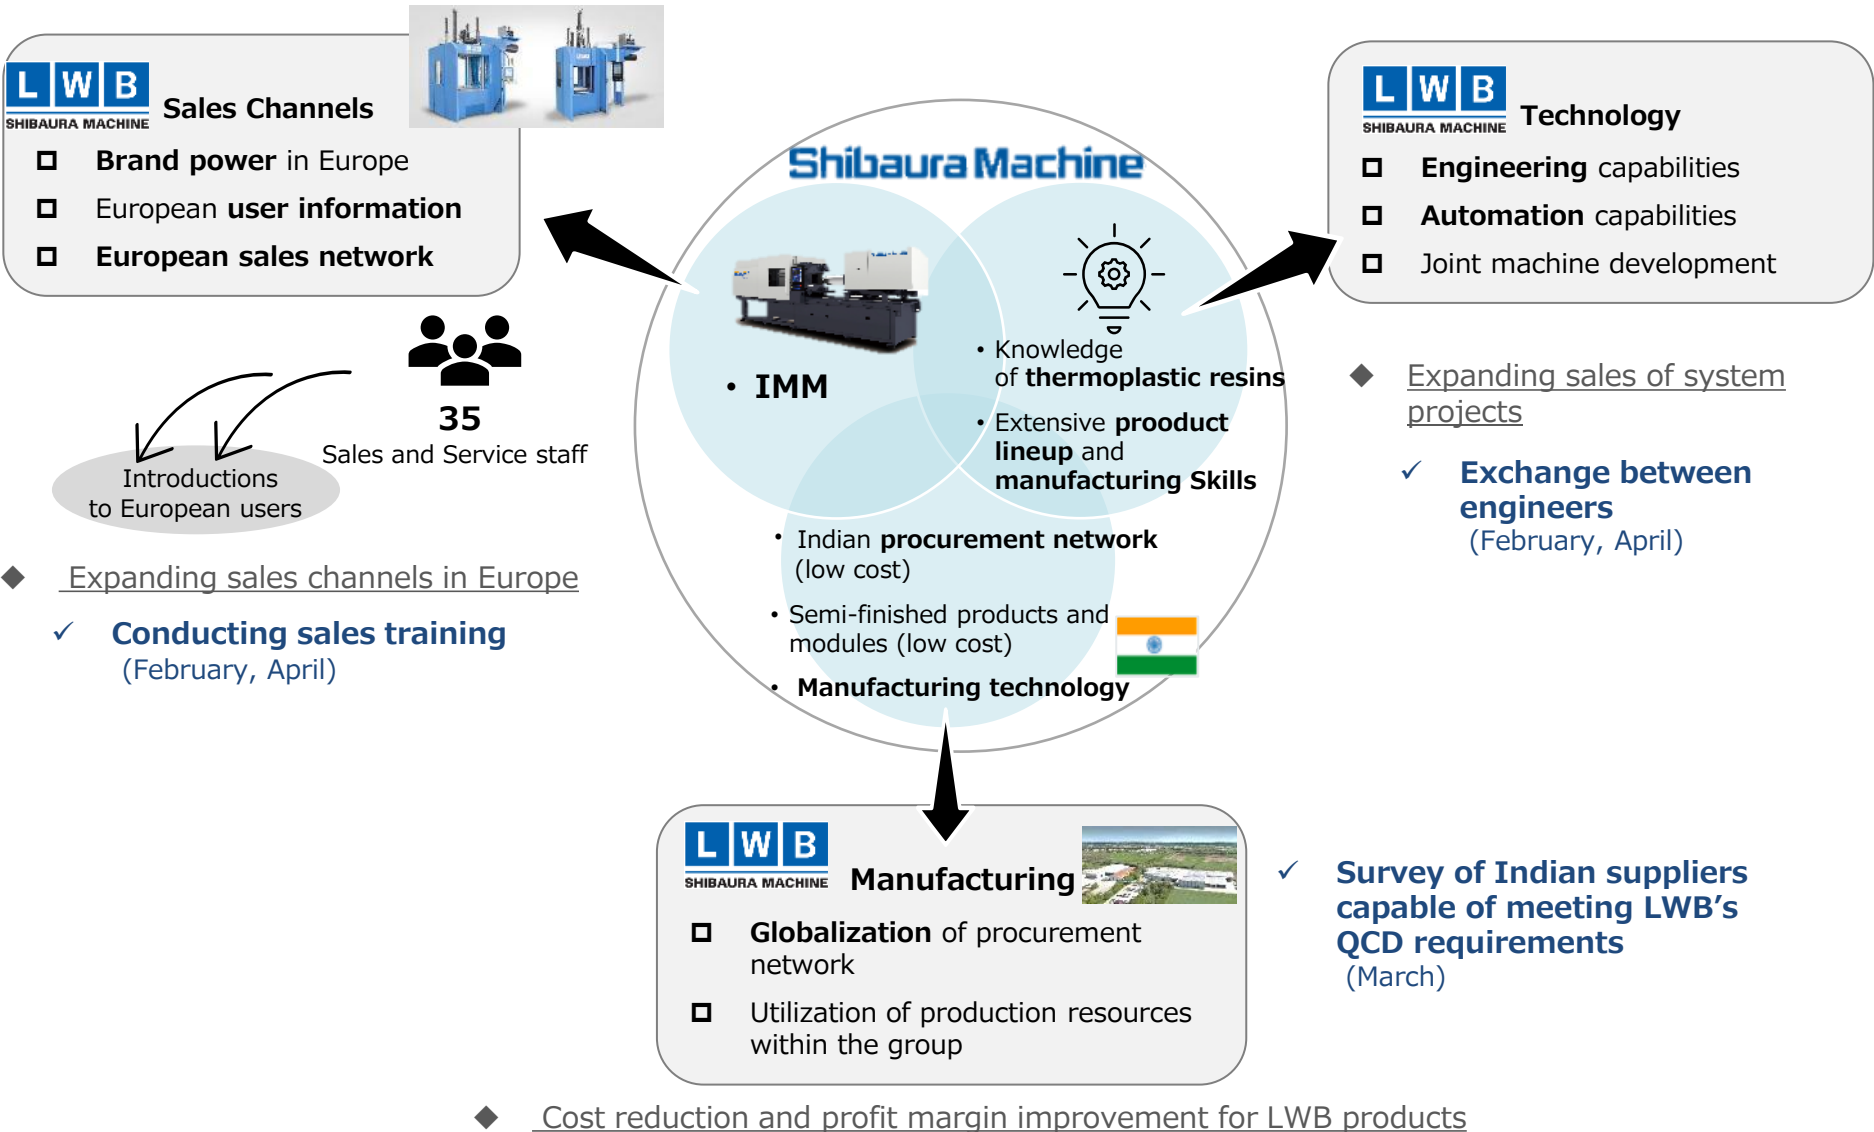 LWB
SHIBAURA MACHINE
Sales Channels
Brand power in Europe
European user information
European sales network
35
Sales and Service staff
Introductions
to European users
◆ Expanding sales channels in Europe
✓ Conducting sales training
(February, April)
Shibaura Machine
• IMM
• Knowledge
of thermoplastic resins
• Extensive prooduct
lineup and
manufacturing Skills
• Indian procurement network
(low cost)
• Semi-finished products and
modules (low cost)
• Manufacturing technology
LWB
SHIBAURA MACHINE
Technology
Engineering capabilities
Automation capabilities
Joint machine development
◆ Expanding sales of system
projects
✓ Exchange between
engineers
(February, April)
LWB
SHIBAURA MACHINE
Manufacturing
Globalization of procurement
network
Utilization of production resources
within the group
✓ Survey of Indian suppliers
capable of meeting LWB’s
QCD requirements
(March)
◆ Cost reduction and profit margin improvement for LWB products